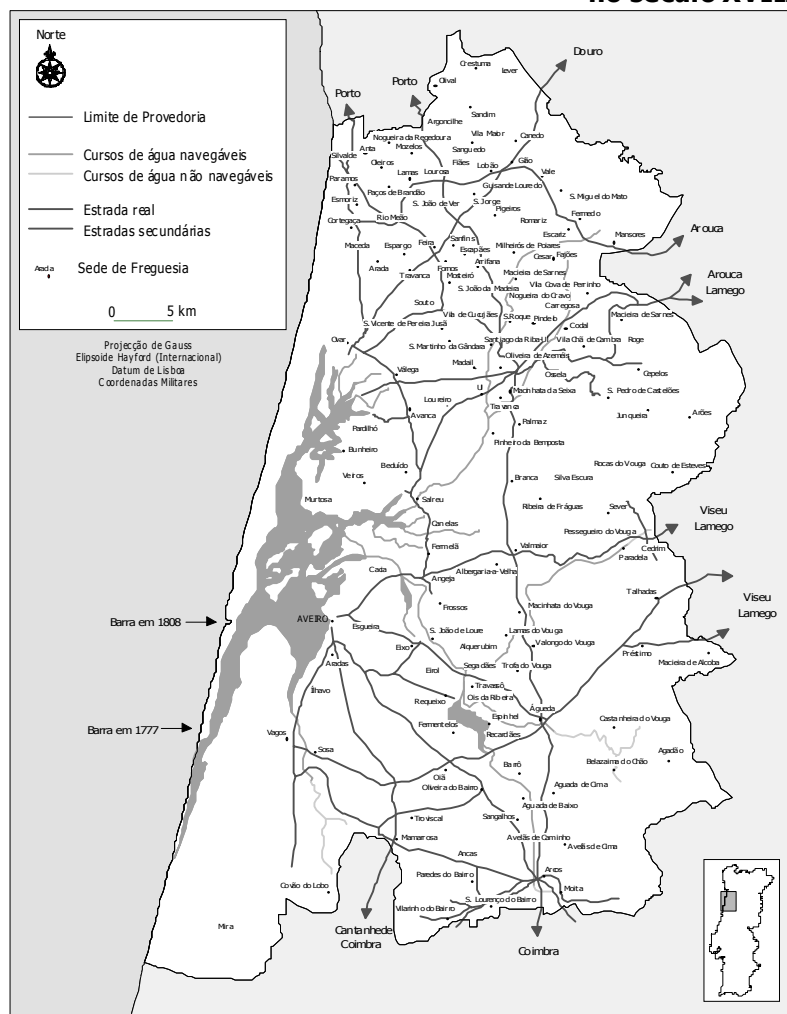 Norte
Limite de Provedoria
Cursos de água navegáveis
Cursos de água não navegáveis
Estrada real
Estradas secundárias
Arada
Sede de Freguesia
0 5 km
Projecção de Gauss
Elipsoide Hayford (Internacional)
Datum de Lisboa
Coordenadas Militares
Porto
Porto
Douro
Crestuma
Lever
Olival
Sandim
Argoncilhe
Vila Maior
Canedo
Nogueira da Regedoura
Anta
Mozelos
Sanguedo
Silvalde
Oleiros
Fiães
Lobão
Gião
Paramos
Lamas
Lourosa
Vale
Paços de Brandão
Guisande
Louredo
S. Miguel do Mato
Esmoriz
S. João de Ver
S. Jorge
Pigeiros
Cortegaça
Rio Meão
Romariz
Fermedo
Escariz
Mansores
Arouca
Maceda
Espargo
Feira
Sanfins
Escapães
Milheirós de Poiares
Cesar
Fajões
Arada
Travanca
Fornos
Mosteiró
Arrifana
Macieira de Sarnes
Arouca
Lamego
S. João da Madeira
Vila Cova de Perrinho
Nogueira do Cravo
Carregosa
Souto
Vila de Cucujães
S. Roque
Pindelo
Macieira de Sarnes
S. Vicente de Pereira Jusã
Codal
Ovar
S. Martinho da Gândara
Santiago da Riba-Ul
Vila Chã de Cambra
Roge
Oliveira de Azeméis
Válega
Madail
Ossela
Cepelos
Ul
Macinhata da Seixa
S. Pedro de Castelões
Loureiro
Avanca
Travanca
Junqueira
Arões
Pardilhó
Palmaz
Bunheiro
Pinheiro da Bemposta
Beduído
Rocas do Vouga
Couto de Esteves
Veiros
Branca
Silva Escura
Murtosa
Salreu
Ribeira de Fráguas
Sever
Viseu
Lamego
Canelas
Pessegueiro do Vouga
Fermelã
Valmaior
Cedrim
Paradela
Cacia
Angeja
Albergaria-a-Velha
Viseu
Lamego
Talhadas
Frossos
Macinhata do Vouga
Barra em 1808
AVEIRO
Esgueira
S. João de Loure
Lamas do Vouga
Eixo
Alquerubim
Valongo do Vouga
Préstimo
Macieira de Alcoba
Aradas
Eirol
Segadães
Trofa do Vouga
Ílhavo
Travassô
Requeixo
Ois da Ribeira
Águeda
Barra em 1777
Espinhel
Castanheira do Vouga
Fermentelos
Recardães
Vagos
Sosa
Agadão
Barrô
Belazaima do Chão
Oiã
Oliveira do Bairro
Aguada de Cima
Aguada de Baixo
Troviscal
Sangalhos
Mamarrosa
Avelãs de Caminho
Avelãs de Cima
Ancas
Paredes do Bairro
Arcos
Covão do Lobo
Moita
S. Lourenço do Bairro
Vilarinho do Bairro
Mira
Cantanhede
Coimbra
Coimbra